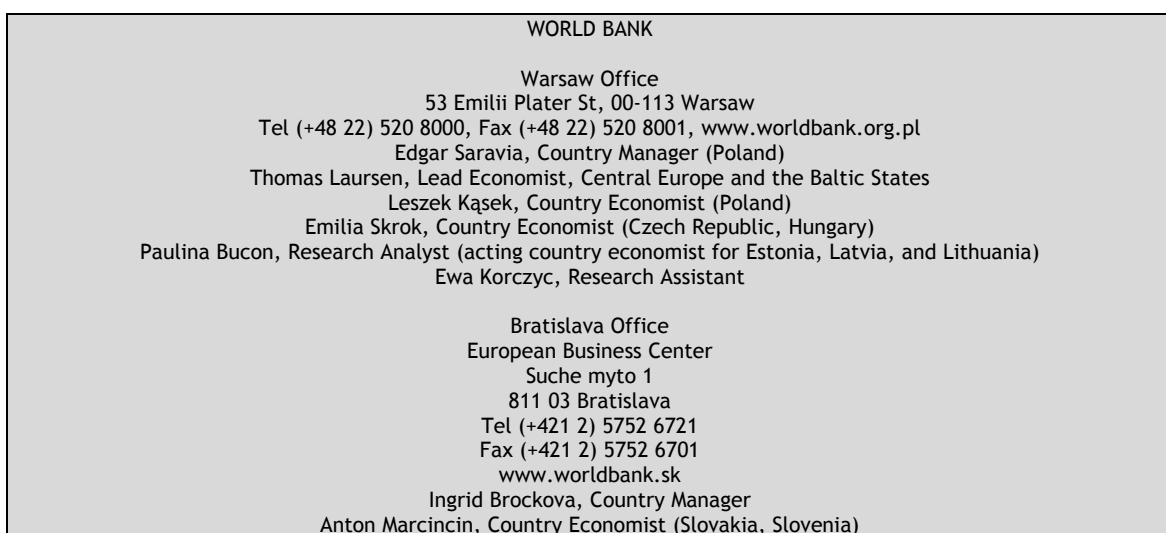 WORLD BANK
Warsaw Office
53 Emilii Plater St, 00-113 Warsaw
Tel (+48 22) 520 8000, Fax (+48 22) 520 8001, www.worldbank.org.pl
Edgar Saravia, Country Manager (Poland)
Thomas Laursen, Lead Economist, Central Europe and the Baltic States
Leszek Kąsek, Country Economist (Poland)
Emilia Skrok, Country Economist (Czech Republic, Hungary)
Paulina Bucon, Research Analyst (acting country economist for Estonia, Latvia, and Lithuania)
Ewa Korczyc, Research Assistant
Bratislava Office
European Business Center
Suche myto 1
811 03 Bratislava
Tel (+421 2) 5752 6721
Fax (+421 2) 5752 6701
www.worldbank.sk
Ingrid Brockova, Country Manager
Anton Marcincin, Country Economist (Slovakia, Slovenia)